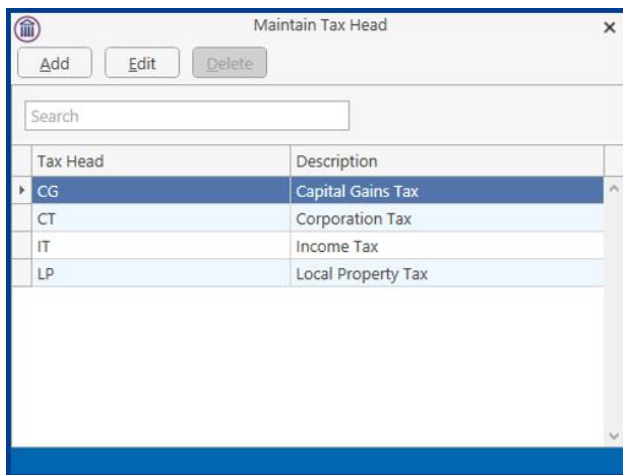 Maintain Tax Head
Add Edit Delete
Search
Tax Head Description
CG Capital Gains Tax
CT Corporation Tax
IT Income Tax
LP Local Property Tax